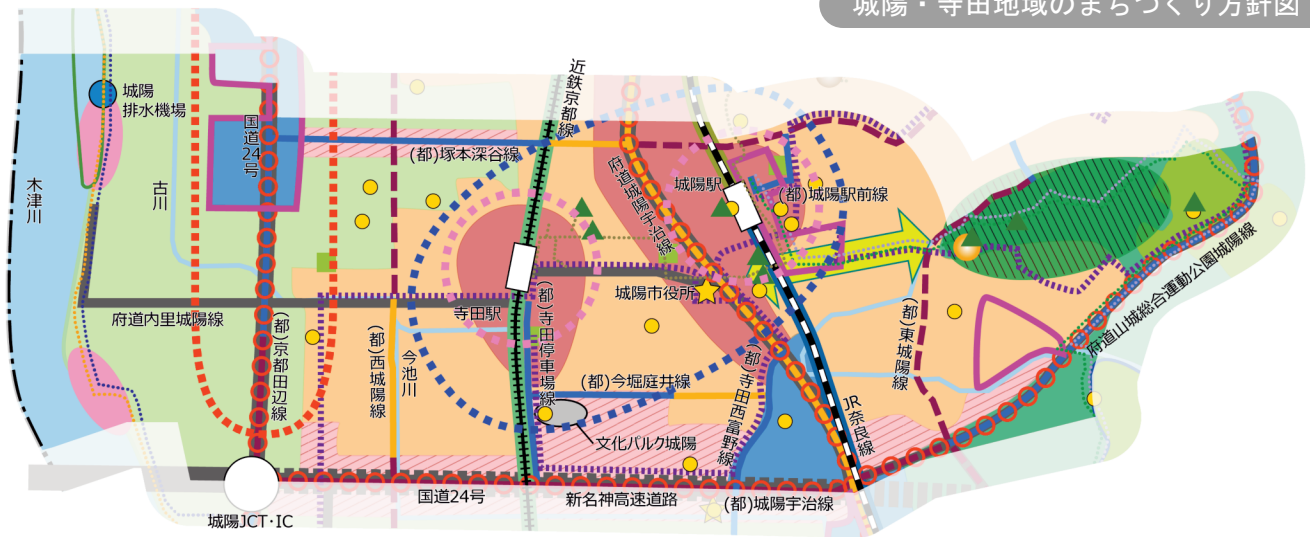 城陽・寺田地域のまちづくり方針図
近鉄京都線
城陽
排水機場
国道24号
(都)塚本深谷線
府道城陽宇治線
城陽駅
(都)城陽駅前線
木津川
古川
城陽市役所
寺田駅
府道内里城陽線
(都)京都田辺線
(都)西城陽線
今池川
(都)寺田停車場線
(都)今堀庭井線
(都)寺田西富野線
(都)東城陽線
府道山城総合運動公園城陽線
JR奈良線
文化パルク城陽
国道24号
新名神高速道路
(都)城陽宇治線
城陽JCT・IC